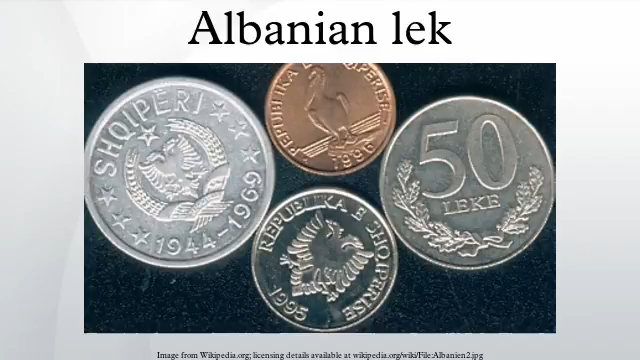 Albanian lek
SHQIPËRI
1944-1969
REPUBLIKA E SHQIPERISE
1996
50
LEKE
REPUBLIKA E SHQIPERISE
1995
Image from Wikipedia.org; licensing details available at wikipedia.org/wiki/File:Albanien2.jpg